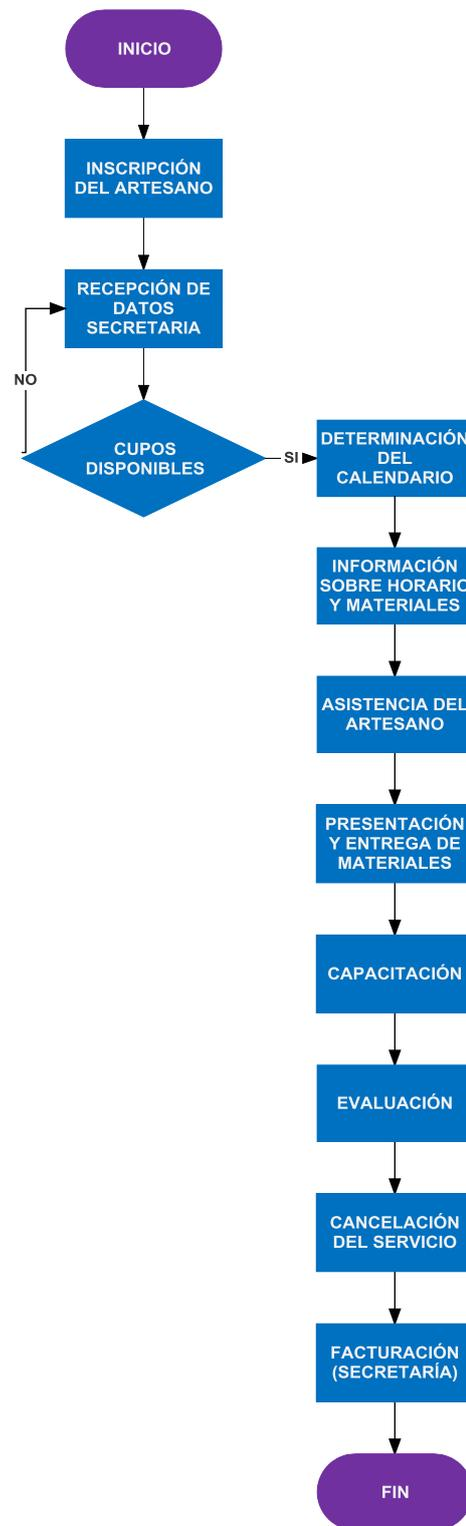 INICIO
INSCRIPCIÓN
DEL ARTESANO
RECEPCIÓN DE
DATOS
SECRETARIA
NO
CUPOS
DISPONIBLES
SI
DETERMINACIÓN
DEL
CALENDARIO
INFORMACIÓN
SOBRE HORARIO
Y MATERIALES
ASISTENCIA DEL
ARTESANO
PRESENTACIÓN
Y ENTREGA DE
MATERIALES
CAPACITACIÓN
EVALUACIÓN
CANCELACIÓN
DEL SERVICIO
FACTURACIÓN
(SECRETARÍA)
FIN